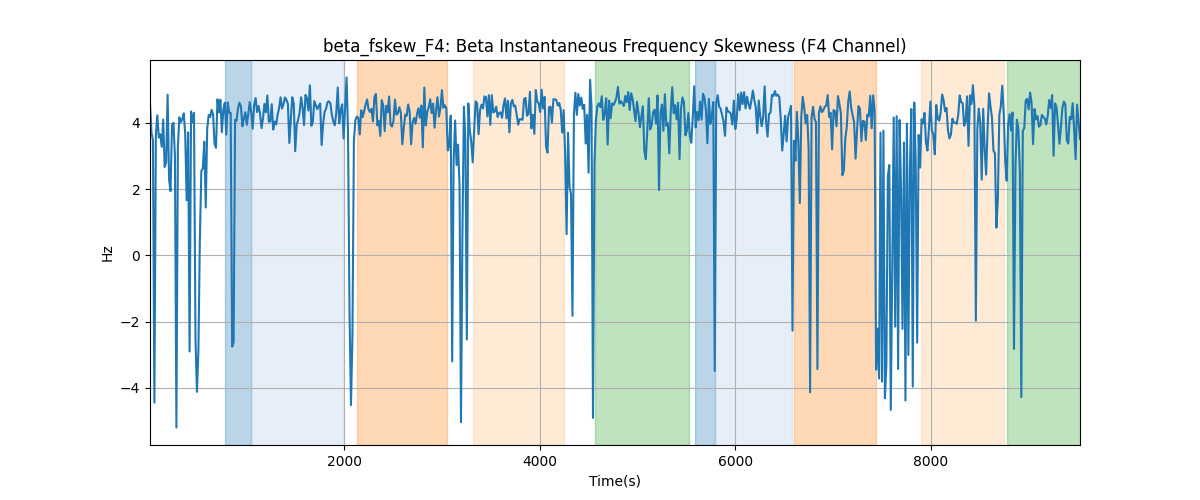 beta_fskew_F4: Beta Instantaneous Frequency Skewness (F4 Channel)
Hz
4
2
0
−2
−4
2000 4000 6000 8000
Time(s)